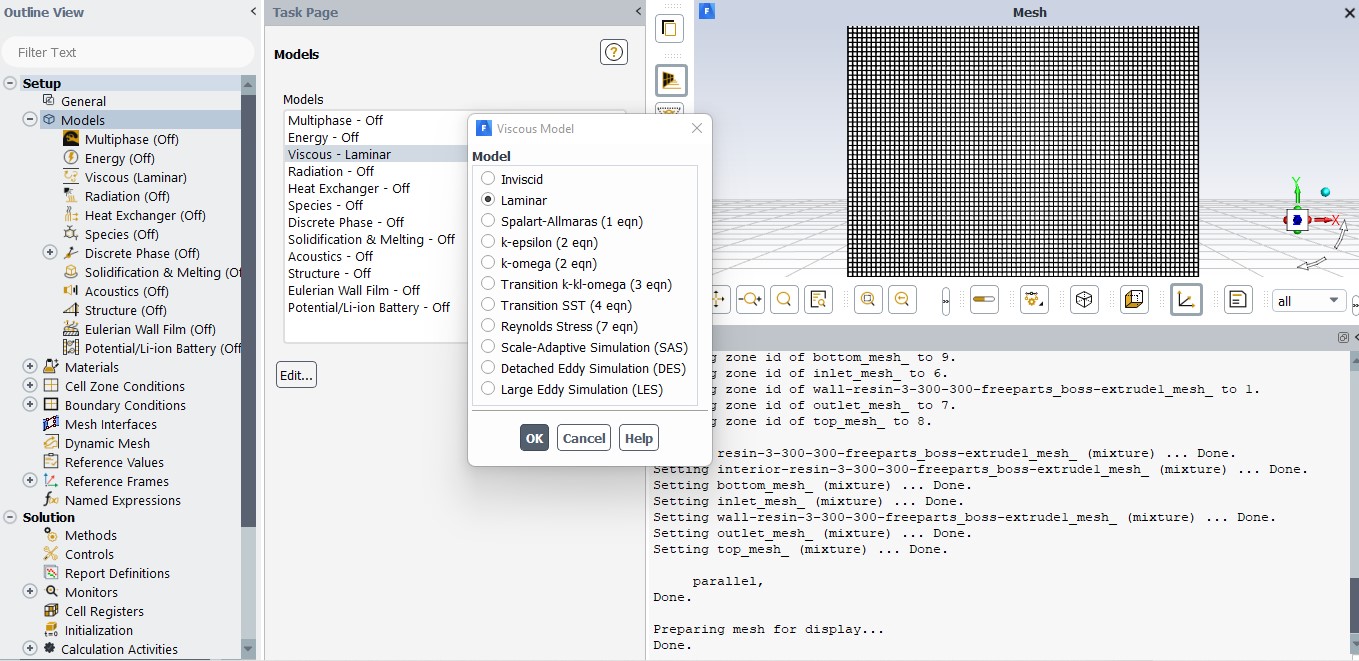 Outline View
Filter Text
Setup
General
Models
Multiphase (Off)
Energy (Off)
Viscous (Laminar)
Radiation (Off)
Heat Exchanger (Off)
Species (Off)
Discrete Phase (Off)
Solidification & Melting (Of
Acoustics (Off)
Structure (Off)
Eulerian Wall Film (Off)
Potential/Li-ion Battery (Off
Materials
Cell Zone Conditions
Boundary Conditions
Mesh Interfaces
Dynamic Mesh
Reference Values
Reference Frames
Named Expressions
Solution
Methods
Controls
Report Definitions
Monitors
Cell Registers
Initialization
Calculation Activities
Task Page
Models
Models
Multiphase - Off
Energy - Off
Viscous - Laminar
Radiation - Off
Heat Exchanger - Off
Species - Off
Discrete Phase - Off
Solidification & Melting - Off
Acoustics - Off
Structure - Off
Eulerian Wall Film - Off
Potential/Li-ion Battery - Off
Edit...
Viscous Model
Model
Inviscid
Laminar
Spalart-Allmaras (1 eqn)
k-epsilon (2 eqn)
k-omega (2 eqn)
Transition k-kl-omega (3 eqn)
Transition SST (4 eqn)
Reynolds Stress (7 eqn)
Scale-Adaptive Simulation (SAS)
Detached Eddy Simulation (DES)
Large Eddy Simulation (LES)
OK Cancel Help
Mesh
Y
X
all
g zone id of bottom_mesh_ to 9.
g zone id of inlet_mesh_ to 6.
g zone id of wall-resin-3-300-300-freeparts_boss-extrude1_mesh_ to 1.
g zone id of outlet_mesh_ to 7.
g zone id of top_mesh_ to 8.
resin-3-300-300-freeparts_boss-extrude1_mesh_ (mixture) ... Done.
Setting interior-resin-3-300-300-freeparts_boss-extrude1_mesh_ (mixture) ... Done.
Setting bottom_mesh_ (mixture) ... Done.
Setting inlet_mesh_ (mixture) ... Done.
Setting wall-resin-3-300-300-freeparts_boss-extrude1_mesh_ (mixture) ... Done.
Setting outlet_mesh_ (mixture) ... Done.
Setting top_mesh_ (mixture) ... Done.
parallel,
Done.
Preparing mesh for display...
Done.